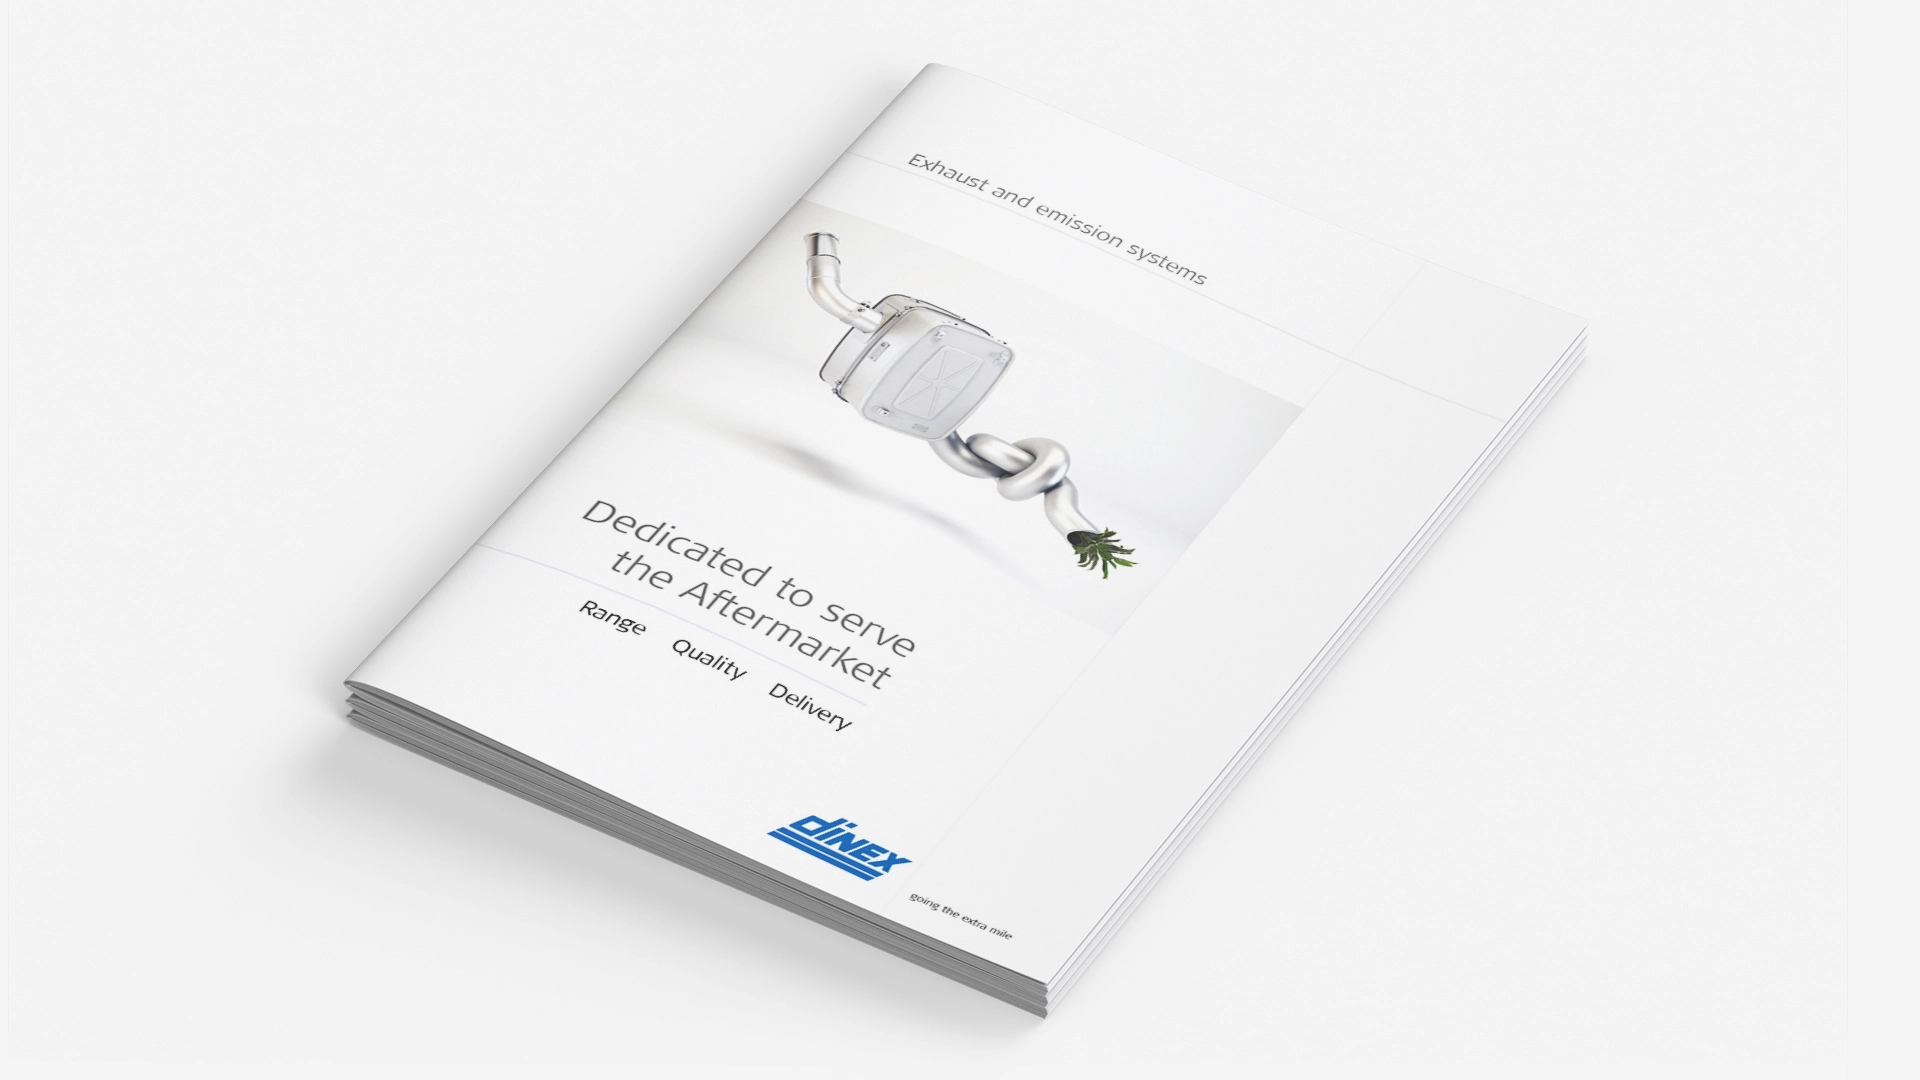 Exhaust and emission systems
Dedicated to serve
the Aftermarket
Range Quality Delivery
dinex
going the extra mile